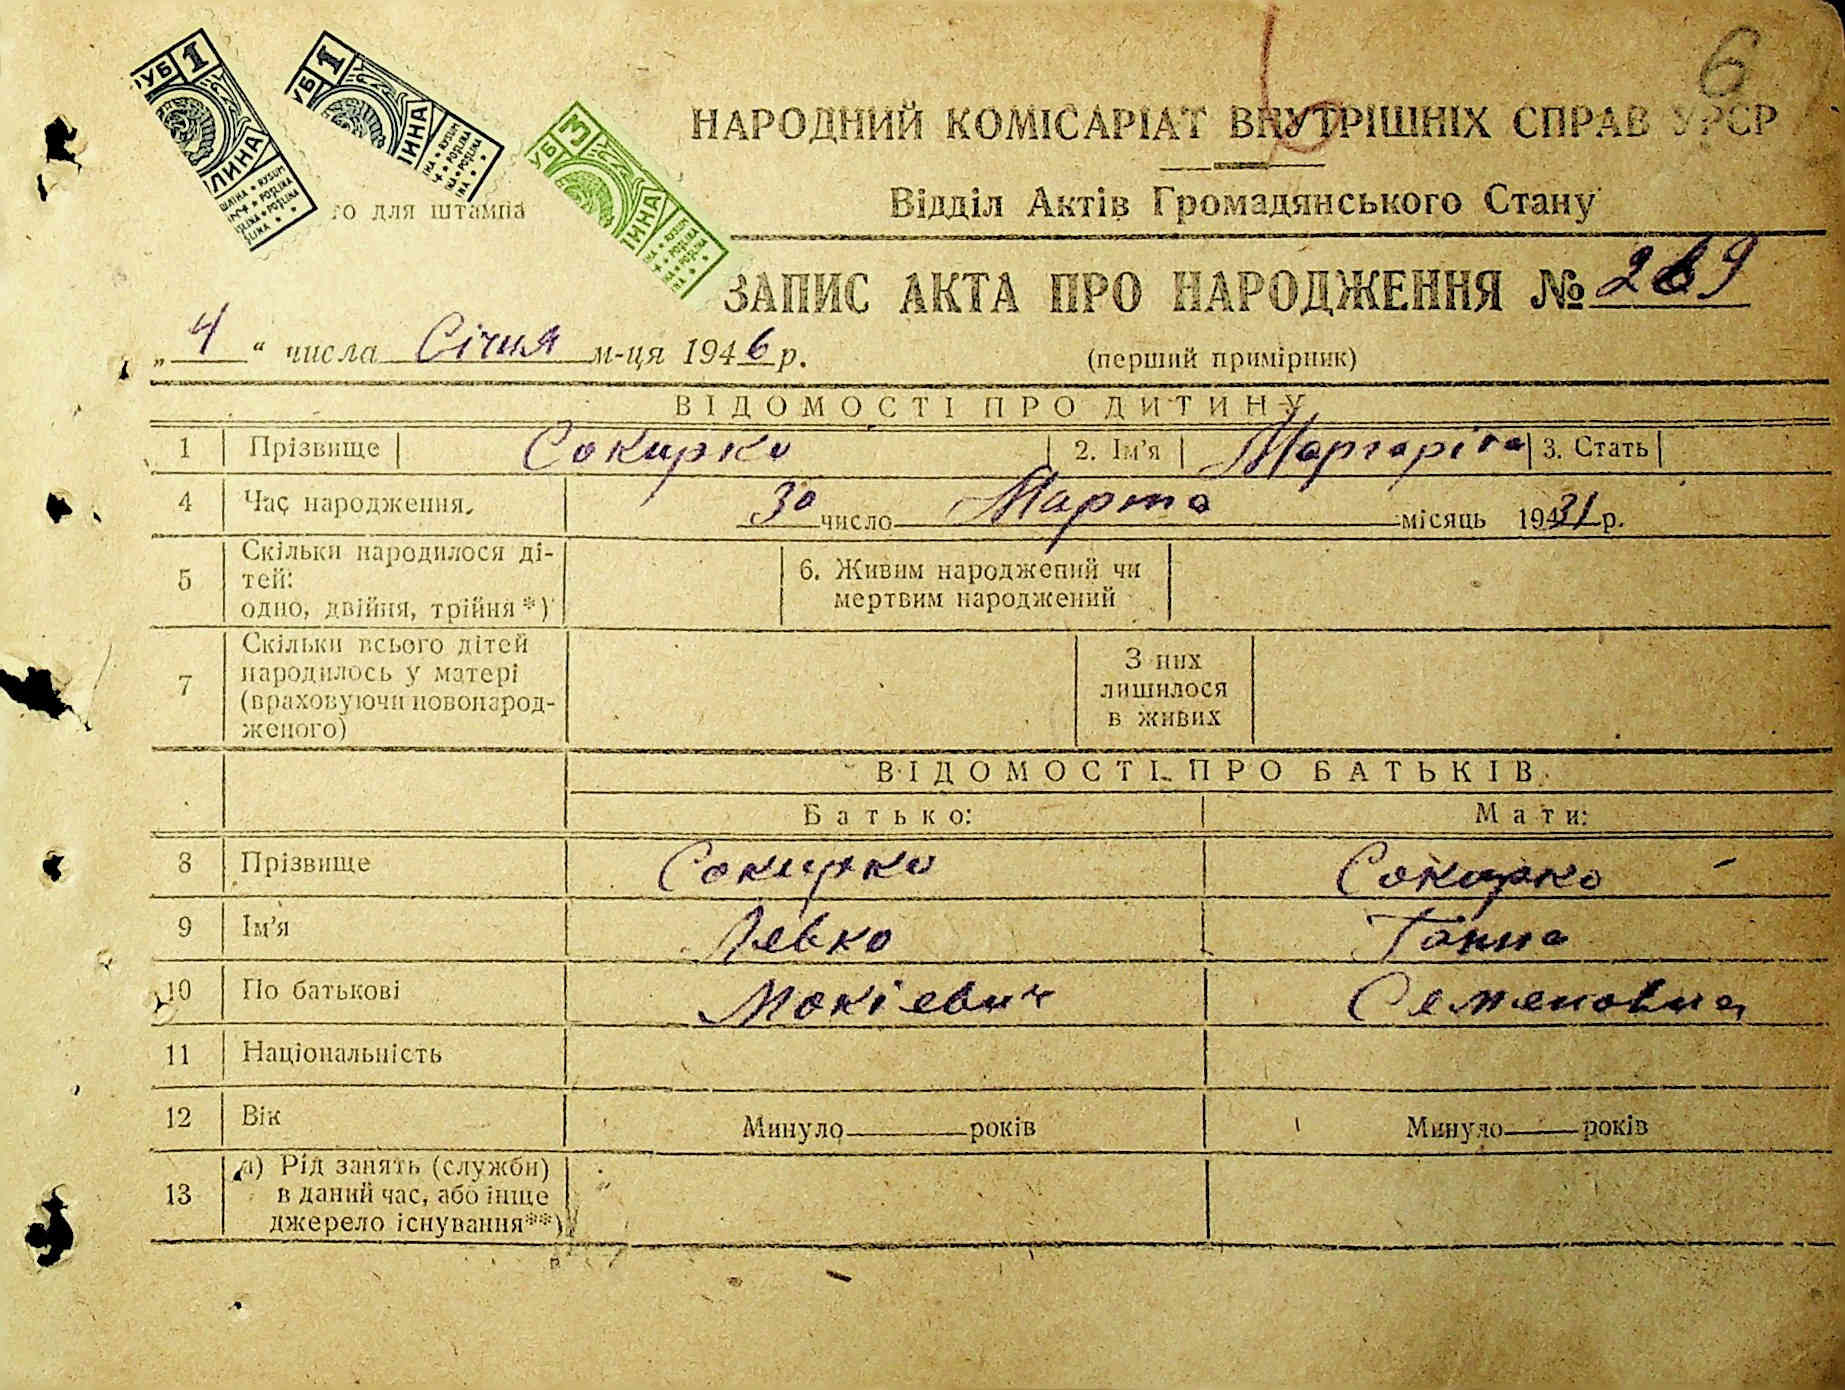 6
НАРОДНИЙ КОМІСАРІАТ ВНУТРІШНІХ СПРАВ УРСР
Відділ Актів Громадянського Стану
го для штампа
ЗАПИС АКТА ПРО НАРОДЖЕННЯ № 269
„ 4 “ числа Січня м-ця 1946 р.
(перший примірник)
ВІДОМОСТІ ПРО ДИТИНУ
1 Прізвище Сокирко 2. Ім'я Маргаріта 3. Стать
4 Час народження. 30 число Марта місяць 1931 р.
5 Скільки народилося ді-
тей:
одно, двійня, трійня*)
6. Живим народжений чи
мертвим народжений
7 Скільки всього дітей
народилось у матері
(враховуючи новонарод-
женого)
З них
лишилося
в живих
ВІДОМОСТІ ПРО БАТЬКІВ
Батько: Мати:
8 Прізвище Сокирко Сокирко
9 Ім'я Левко Ганна
10 По батькові Мокієвич Семеновна
11 Національність
12 Вік Минуло років Минуло років
13 а) Рід занять (служби)
в даний час, або інще
джерело існування**)